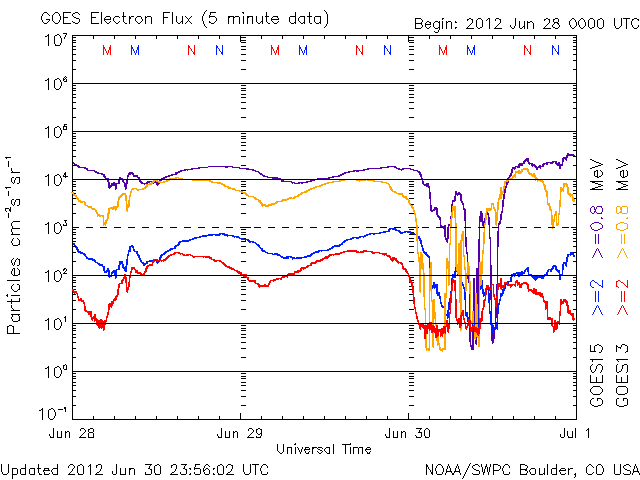 GOES Electron Flux (5 minute data)
Begin: 2012 Jun 28 0000 UTC
M M N N M M N N M M N N
10⁷
10⁶
10⁵
10⁴
10³
10²
10¹
10⁰
10⁻¹
Particles cm⁻²s⁻¹sr⁻¹
GOES15 >=2 >=0.8 MeV
GOES13 >=2 >=0.8 MeV
Jun 28 Jun 29 Jun 30 Jul 1
Universal Time
Updated 2012 Jun 30 23:56:02 UTC
NOAA/SWPC Boulder, CO USA